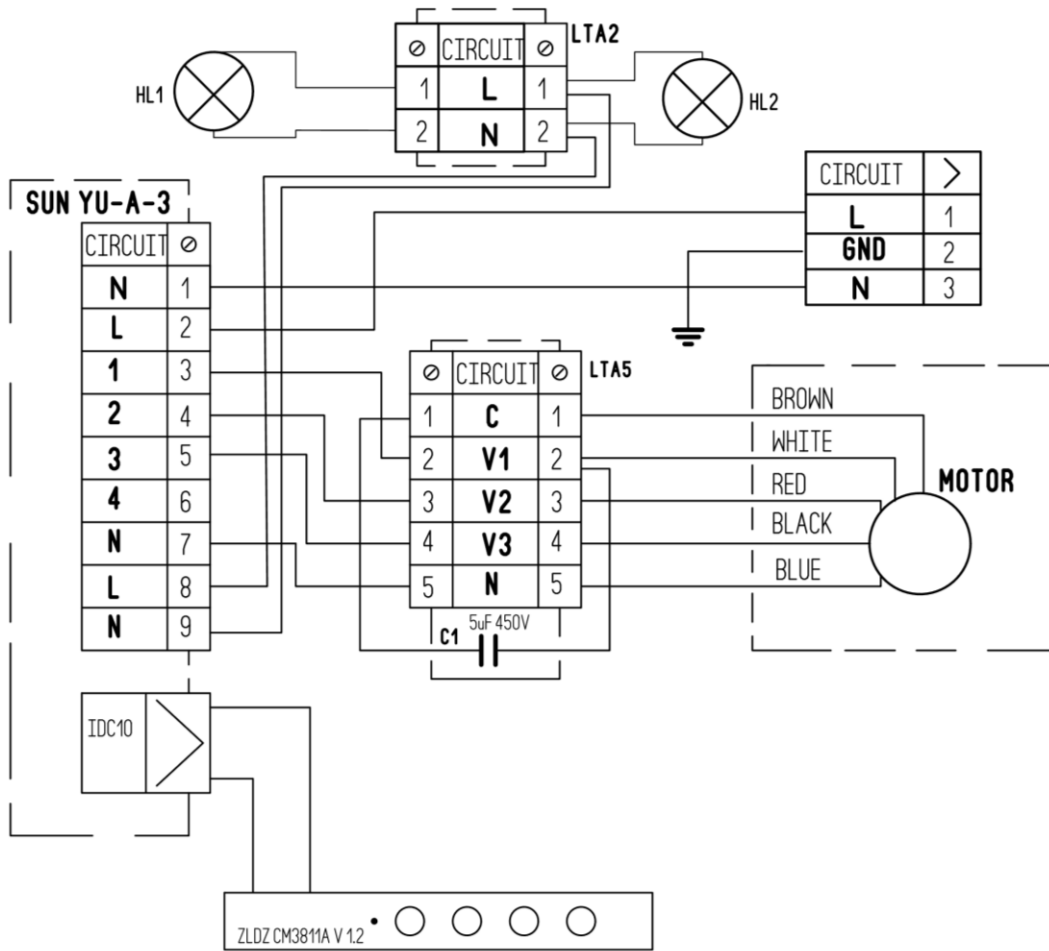 LTA2
CIRCUIT
1 L 1
2 N 2
HL1
HL2
CIRCUIT
L 1
GND 2
N 3
SUN YU-A-3
CIRCUIT
N 1
L 2
1 3
2 4
3 5
4 6
N 7
L 8
N 9
LTA5
CIRCUIT
1 C 1
2 V1 2
3 V2 3
4 V3 4
5 N 5
C1
5uF 450V
BROWN
WHITE
RED
BLACK
BLUE
MOTOR
IDC10
ZLDZ CM3811A V 1.2